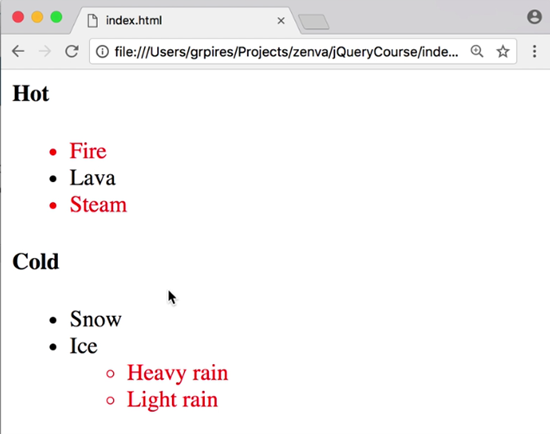 index.html
file:///Users/grpires/Projects/zenva/jQueryCourse/inde...
Hot
Fire
Lava
Steam
Cold
Snow
Ice
Heavy rain
Light rain